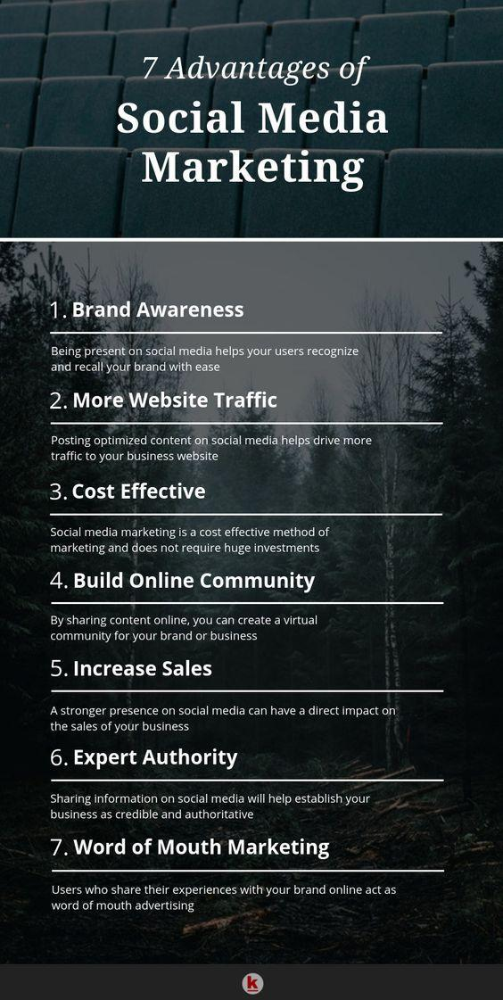 7 Advantages of
Social Media
Marketing
1. Brand Awareness
Being present on social media helps your users recognize
and recall your brand with ease
2. More Website Traffic
Posting optimized content on social media helps drive more
traffic to your business website
3. Cost Effective
Social media marketing is a cost effective method of
marketing and does not require huge investments
4. Build Online Community
By sharing content online, you can create a virtual
community for your brand or business
5. Increase Sales
A stronger presence on social media can have a direct impact on
the sales of your business
6. Expert Authority
Sharing information on social media will help establish your
business as credible and authoritative
7. Word of Mouth Marketing
Users who share their experiences with your brand online act as
word of mouth advertising
k